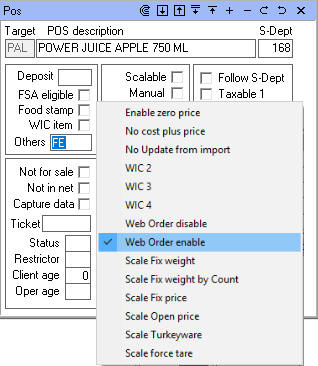 Pos
Target POS description S-Dept
PAL POWER JUICE APPLE 750 ML 168
Deposit
FSA eligible
Food stamp
WIC item
Others FE
Scalable
Manual
Follow S-Dept
Taxable 1
Not for sale
Not in net
Capture data
Ticket
Status
Restrictor
Client age 0
Oper age
Enable zero price
No cost plus price
No Update from import
WIC 2
WIC 3
WIC 4
Web Order disable
Web Order enable
Scale Fix weight
Scale Fix weight by Count
Scale Fix price
Scale Open price
Scale Turkeyware
Scale force tare